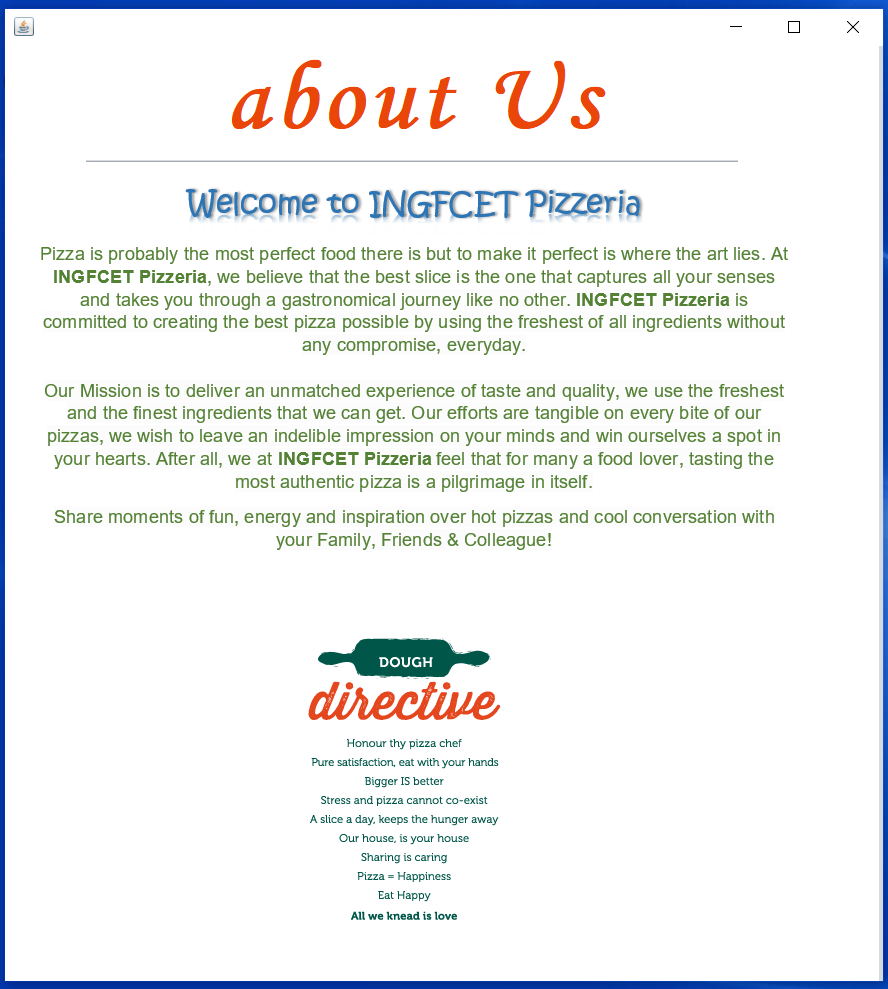 about Us
Welcome to INGFCET Pizzeria
Pizza is probably the most perfect food there is but to make it perfect is where the art lies. At
INGFCET Pizzeria, we believe that the best slice is the one that captures all your senses
and takes you through a gastronomical journey like no other. INGFCET Pizzeria is
committed to creating the best pizza possible by using the freshest of all ingredients without
any compromise, everyday.
Our Mission is to deliver an unmatched experience of taste and quality, we use the freshest
and the finest ingredients that we can get. Our efforts are tangible on every bite of our
pizzas, we wish to leave an indelible impression on your minds and win ourselves a spot in
your hearts. After all, we at INGFCET Pizzeria feel that for many a food lover, tasting the
most authentic pizza is a pilgrimage in itself.
Share moments of fun, energy and inspiration over hot pizzas and cool conversation with
your Family, Friends & Colleague!
DOUGH
directive
Honour thy pizza chef
Pure satisfaction, eat with your hands
Bigger IS better
Stress and pizza cannot co-exist
A slice a day, keeps the hunger away
Our house, is your house
Sharing is caring
Pizza = Happiness
Eat Happy
All we knead is love